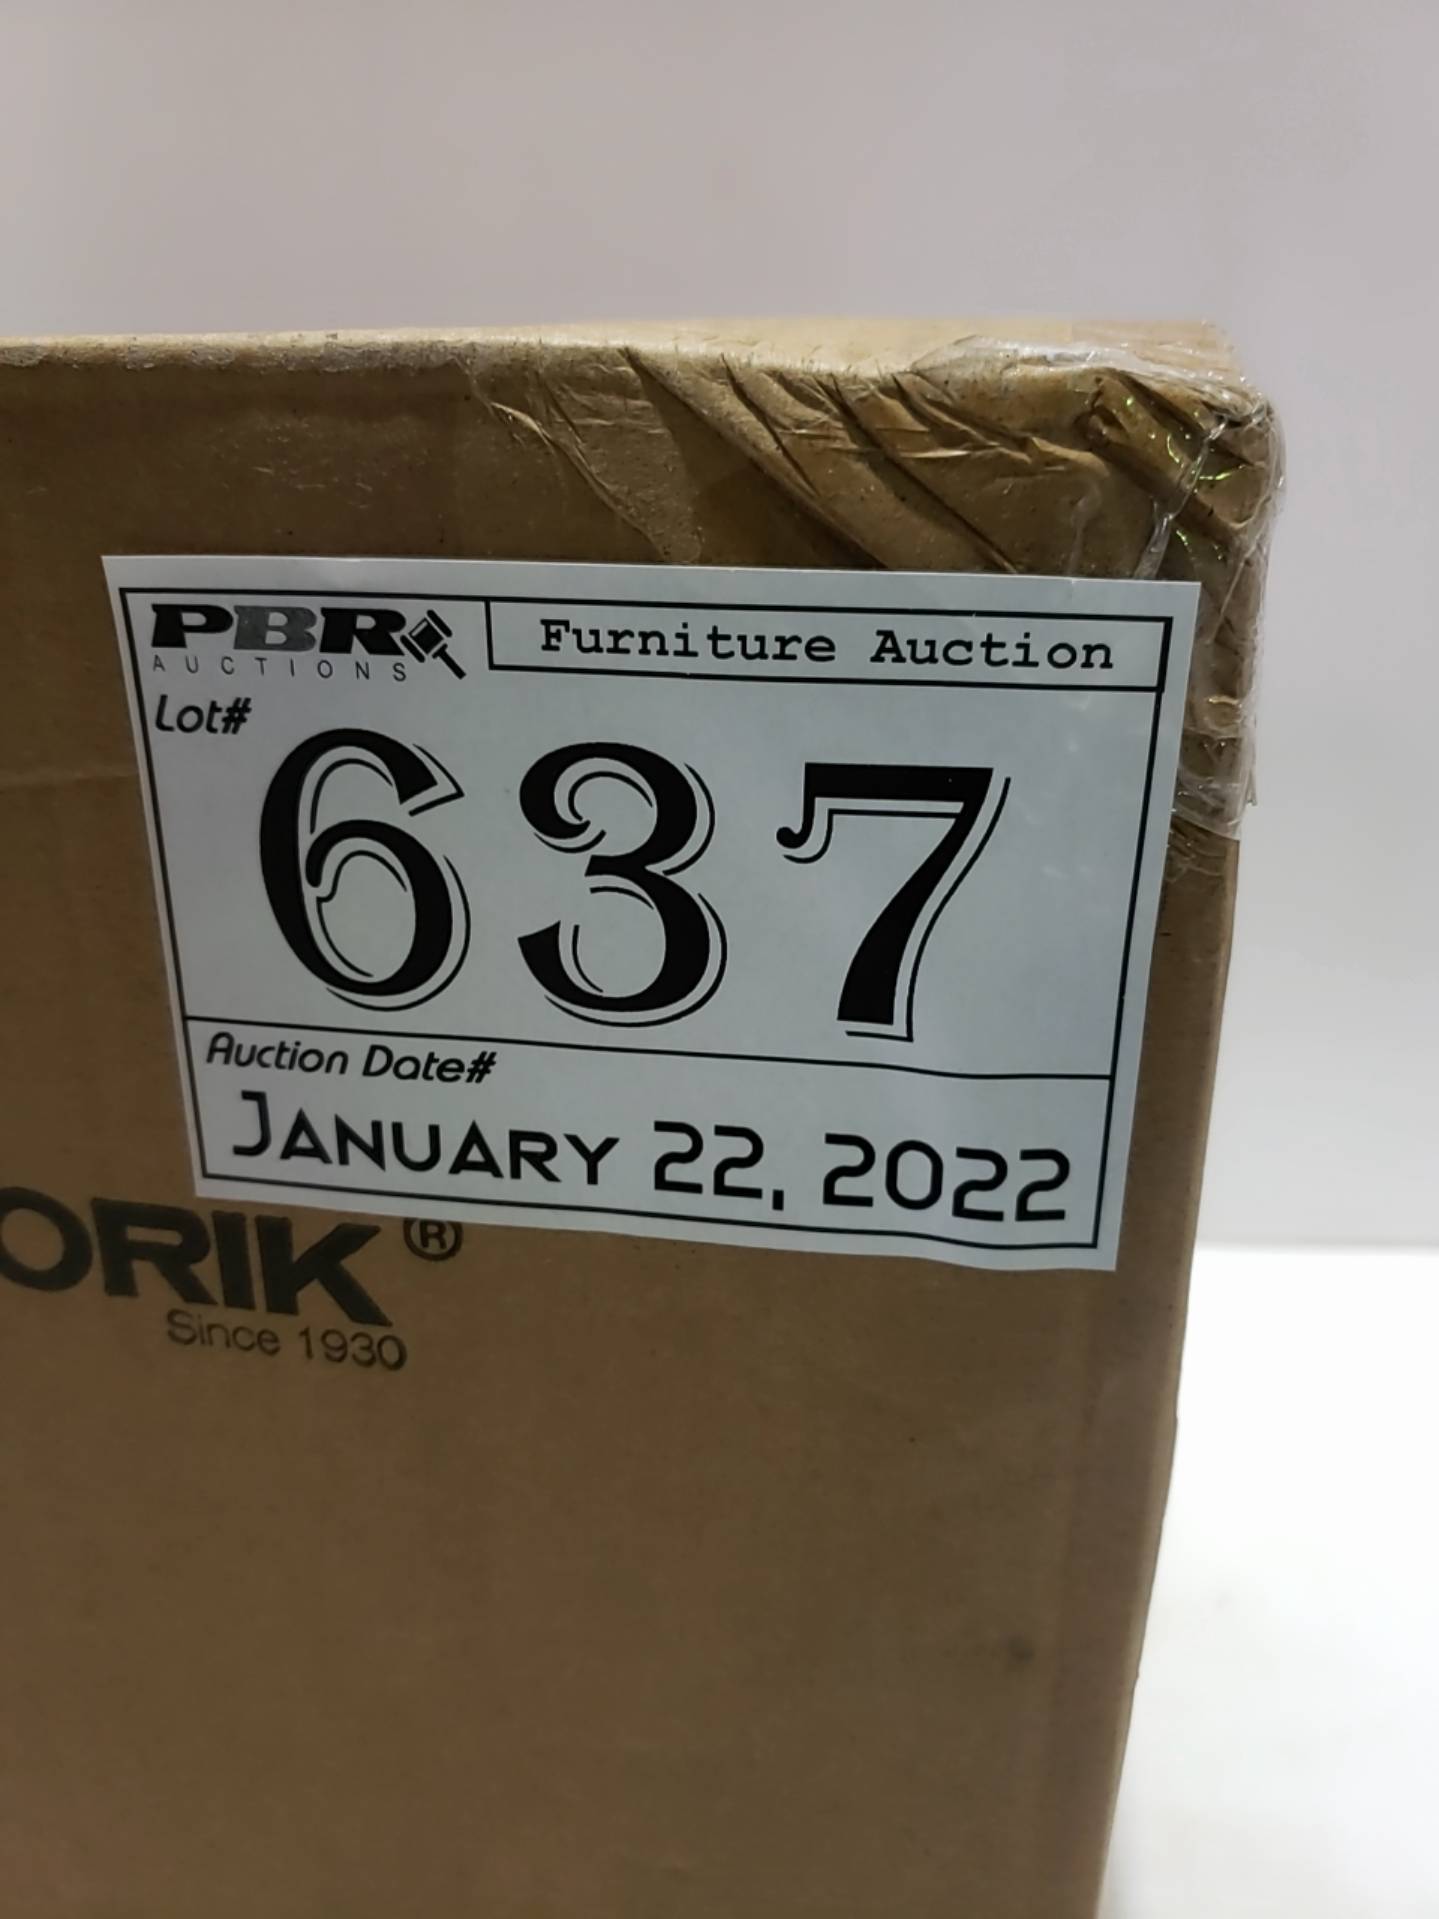 PBR
AUCTIONS
Furniture Auction
Lot#
637
Auction Date#
January 22, 2022
ORIK®
Since 1930